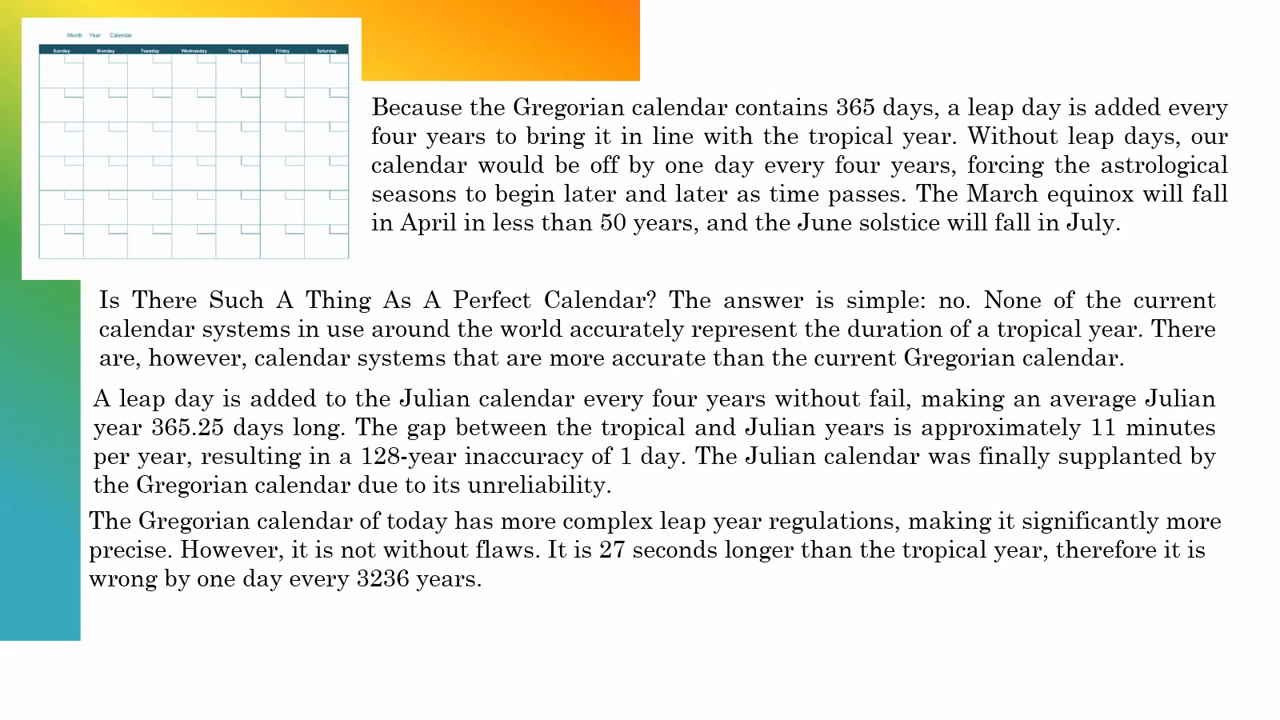 Month Year Calendar
Sunday Monday Tuesday Wednesday Thursday Friday Saturday
Because the Gregorian calendar contains 365 days, a leap day is added every
four years to bring it in line with the tropical year. Without leap days, our
calendar would be off by one day every four years, forcing the astrological
seasons to begin later and later as time passes. The March equinox will fall
in April in less than 50 years, and the June solstice will fall in July.
Is There Such A Thing As A Perfect Calendar? The answer is simple: no. None of the current
calendar systems in use around the world accurately represent the duration of a tropical year. There
are, however, calendar systems that are more accurate than the current Gregorian calendar.
A leap day is added to the Julian calendar every four years without fail, making an average Julian
year 365.25 days long. The gap between the tropical and Julian years is approximately 11 minutes
per year, resulting in a 128-year inaccuracy of 1 day. The Julian calendar was finally supplanted by
the Gregorian calendar due to its unreliability.
The Gregorian calendar of today has more complex leap year regulations, making it significantly more
precise. However, it is not without flaws. It is 27 seconds longer than the tropical year, therefore it is
wrong by one day every 3236 years.